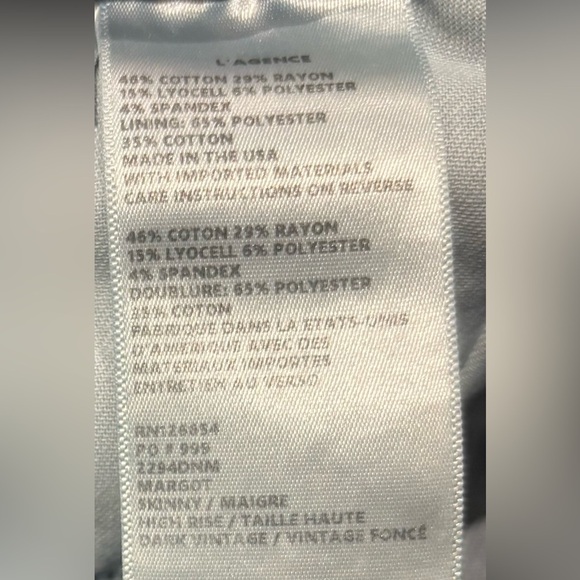 L'AGENCE
46% COTTON 29% RAYON
15% LYOCELL 6% POLYESTER
4% SPANDEX
LINING: 65% POLYESTER
35% COTTON
MADE IN THE USA
WITH IMPORTED MATERIALS
CARE INSTRUCTIONS ON REVERSE
46% COTON 29% RAYON
15% LYOCELL 6% POLYESTER
4% SPANDEX
DOUBLURE: 65% POLYESTER
35% COTON
FABRIQUE DANS LA ETATS-UNIS
D'AMERIQUE AVEC DES
MATERIAUX IMPORTES
ENTRETIEN AU VERSO
RN126654
PO # 995
2294DNM
MARGOT
SKINNY / MAIGRE
HIGH RISE / TAILLE HAUTE
DARK VINTAGE / VINTAGE FONCÉ